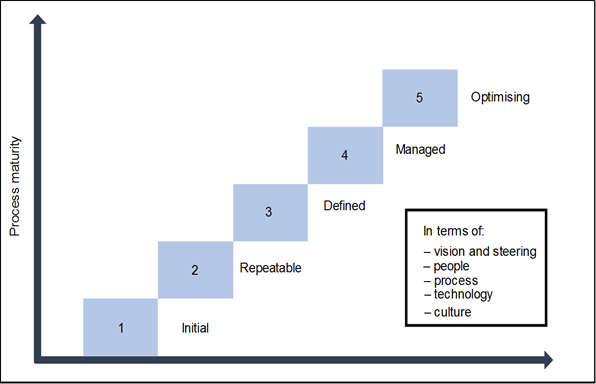 Process maturity
5
Optimising
4
Managed
3
Defined
2
Repeatable
1
Initial
In terms of:
– vision and steering
– people
– process
– technology
– culture